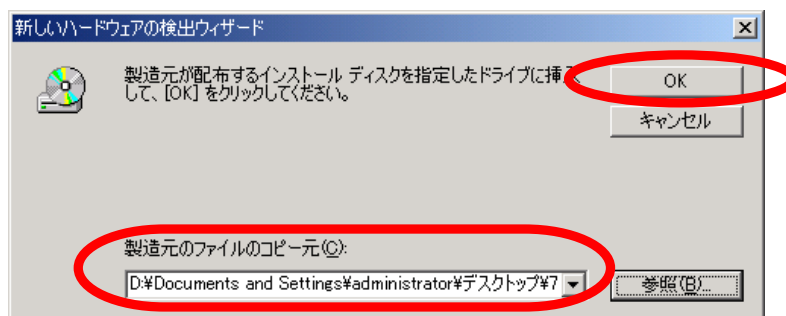 新しいハードウェアの検出ウィザード
製造元が配布するインストール ディスクを指定したドライブに挿入
して、[OK] をクリックしてください。
OK
キャンセル
製造元のファイルのコピー元(C):
D:¥Documents and Settings¥administrator¥デスクトップ¥7
参照(B)...